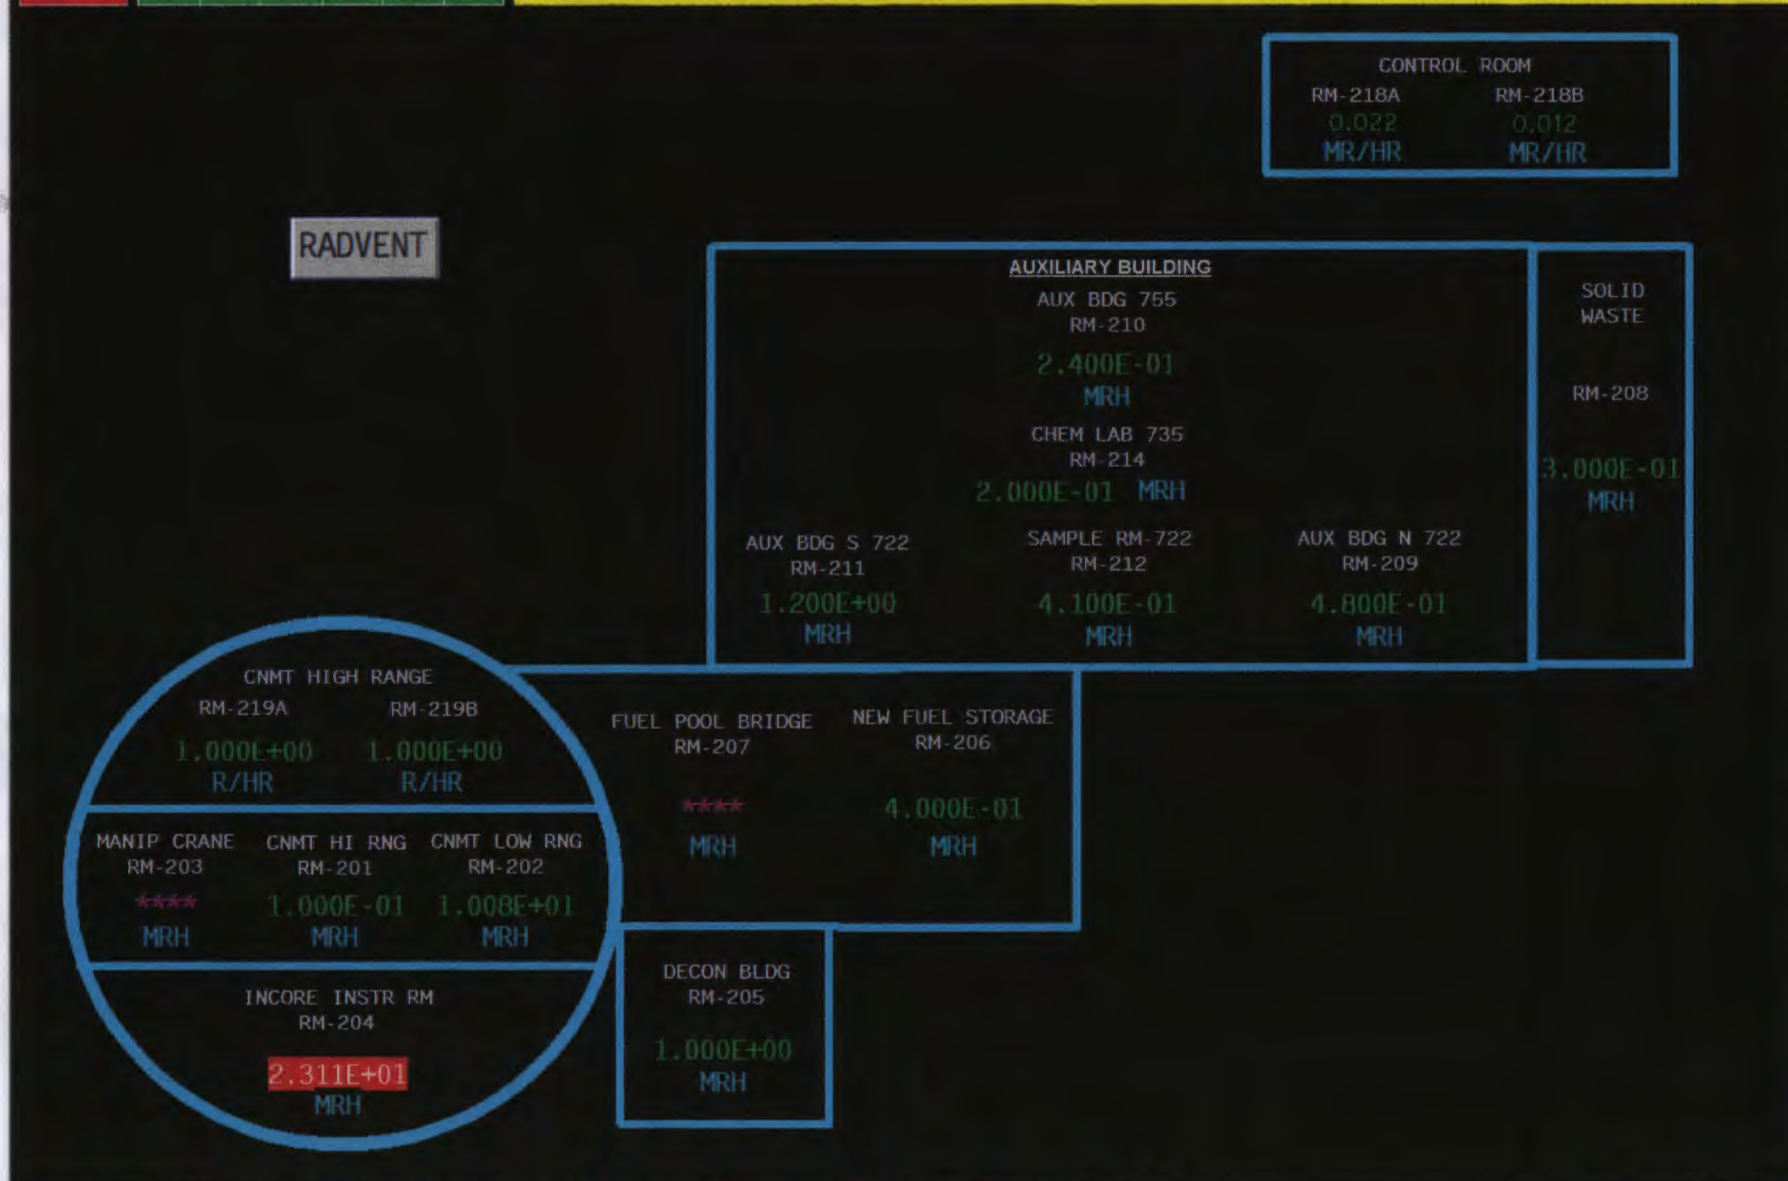 CONTROL ROOM
RM-218A RM-218B
0.022 0.012
MR/HR MR/HR
RADVENT
AUXILIARY BUILDING
AUX BDG 755
RM-210
2.400E-01
MRH
CHEM LAB 735
RM-214
2.000E-01 MRH
AUX BDG S 722
RM-211
1.200E+00
MRH
SAMPLE RM-722
RM-212
4.100E-01
MRH
AUX BDG N 722
RM-209
4.800E-01
MRH
SOLID
WASTE
RM-208
3.000E-01
MRH
CNMT HIGH RANGE
RM-219A RM-219B
1.000E+00 1.000E+00
R/HR R/HR
MANIP CRANE
RM-203
****
MRH
CNMT HI RNG
RM-201
1.000E-01
MRH
CNMT LOW RNG
RM-202
1.008E+01
MRH
INCORE INSTR RM
RM-204
2.311E+01
MRH
FUEL POOL BRIDGE
RM-207
****
MRH
NEW FUEL STORAGE
RM-206
4.000E-01
MRH
DECON BLDG
RM-205
1.000E+00
MRH